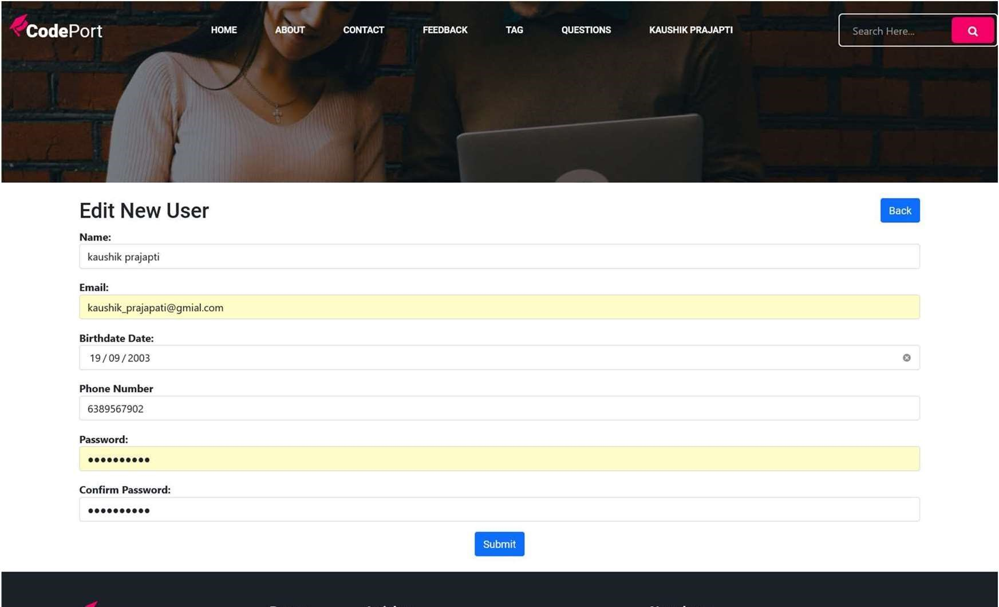 CodePort
HOME ABOUT CONTACT FEEDBACK TAG QUESTIONS KAUSHIK PRAJAPTI
Search Here...
Edit New User
Back
Name:
kaushik prajapti
Email:
kaushik_prajapati@gmial.com
Birthdate Date:
19/09/2003
Phone Number
6389567902
Password:
●●●●●●●●●●
Confirm Password:
●●●●●●●●●●
Submit